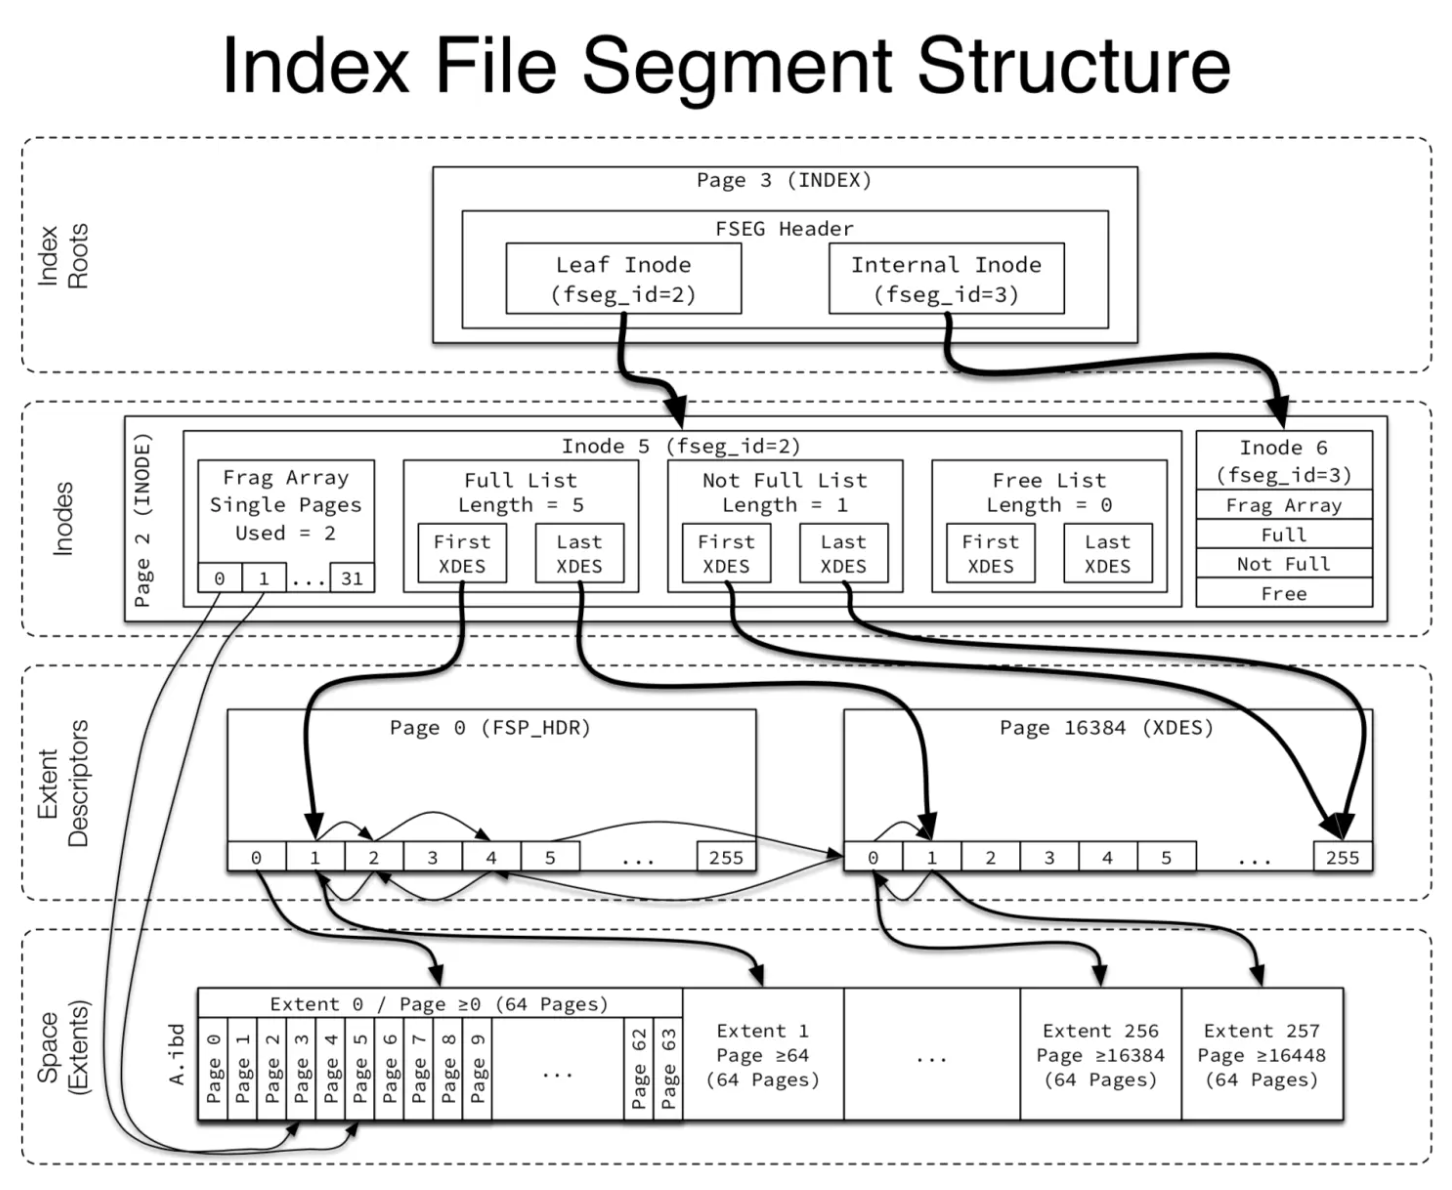 Index File Segment Structure
Index
Roots
Page 3 (INDEX)
FSEG Header
Leaf Inode
(fseg_id=2)
Internal Inode
(fseg_id=3)
Inodes
Page 2 (INODE)
Inode 5 (fseg_id=2)
Frag Array
Single Pages
Used = 2
0
1
...
31
Full List
Length = 5
First
XDES
Last
XDES
Not Full List
Length = 1
First
XDES
Last
XDES
Free List
Length = 0
First
XDES
Last
XDES
Inode 6
(fseg_id=3)
Frag Array
Full
Not Full
Free
Extent
Descriptors
Page 0 (FSP_HDR)
0
1
2
3
4
5
...
255
Page 16384 (XDES)
0
1
2
3
4
5
...
255
Space
(Extents)
A.ibd
Extent 0 / Page ≥0 (64 Pages)
Page 0
Page 1
Page 2
Page 3
Page 4
Page 5
Page 6
Page 7
Page 8
Page 9
...
Page 62
Page 63
Extent 1
Page ≥64
(64 Pages)
...
Extent 256
Page ≥16384
(64 Pages)
Extent 257
Page ≥16448
(64 Pages)